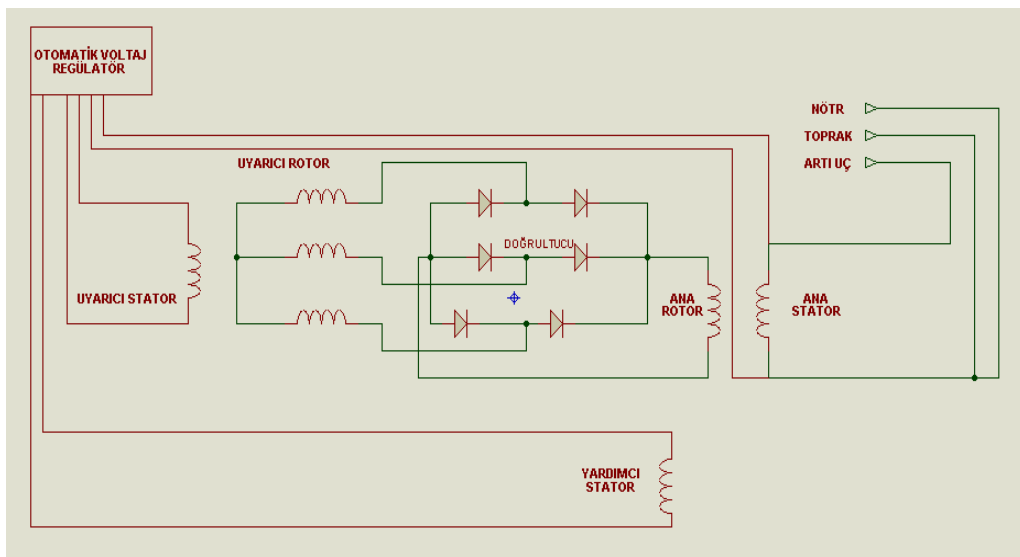 OTOMATİK VOLTAJ
REGÜLATÖR
NÖTR
TOPRAK
ARTI UÇ
UYARICI ROTOR
DOĞRULTUCU
UYARICI STATOR
ANA
ROTOR
ANA
STATOR
YARDIMCI
STATOR